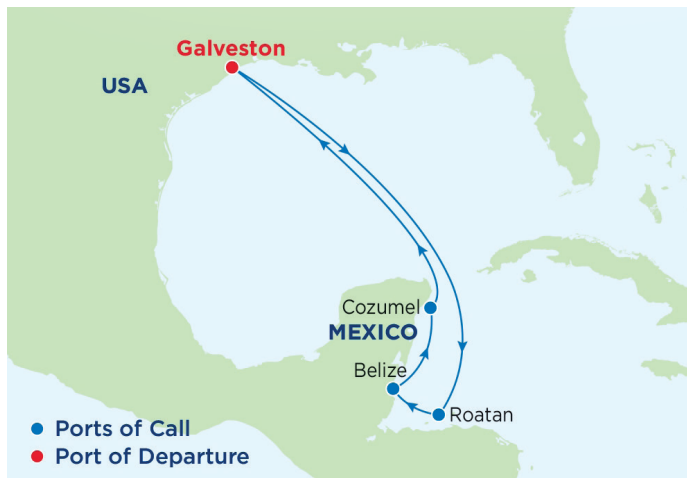 Galveston
USA
Cozumel
MEXICO
Belize
Roatan
Ports of Call
Port of Departure